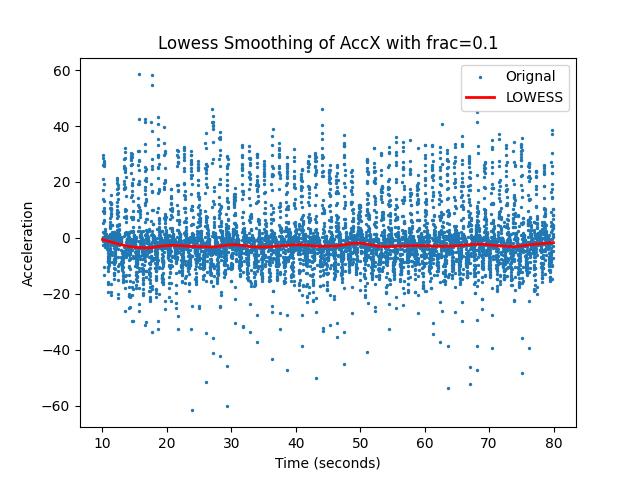 Lowess Smoothing of AccX with frac=0.1
Orignal
LOWESS
60
40
20
0
−20
−40
−60
Acceleration
10 20 30 40 50 60 70 80
Time (seconds)